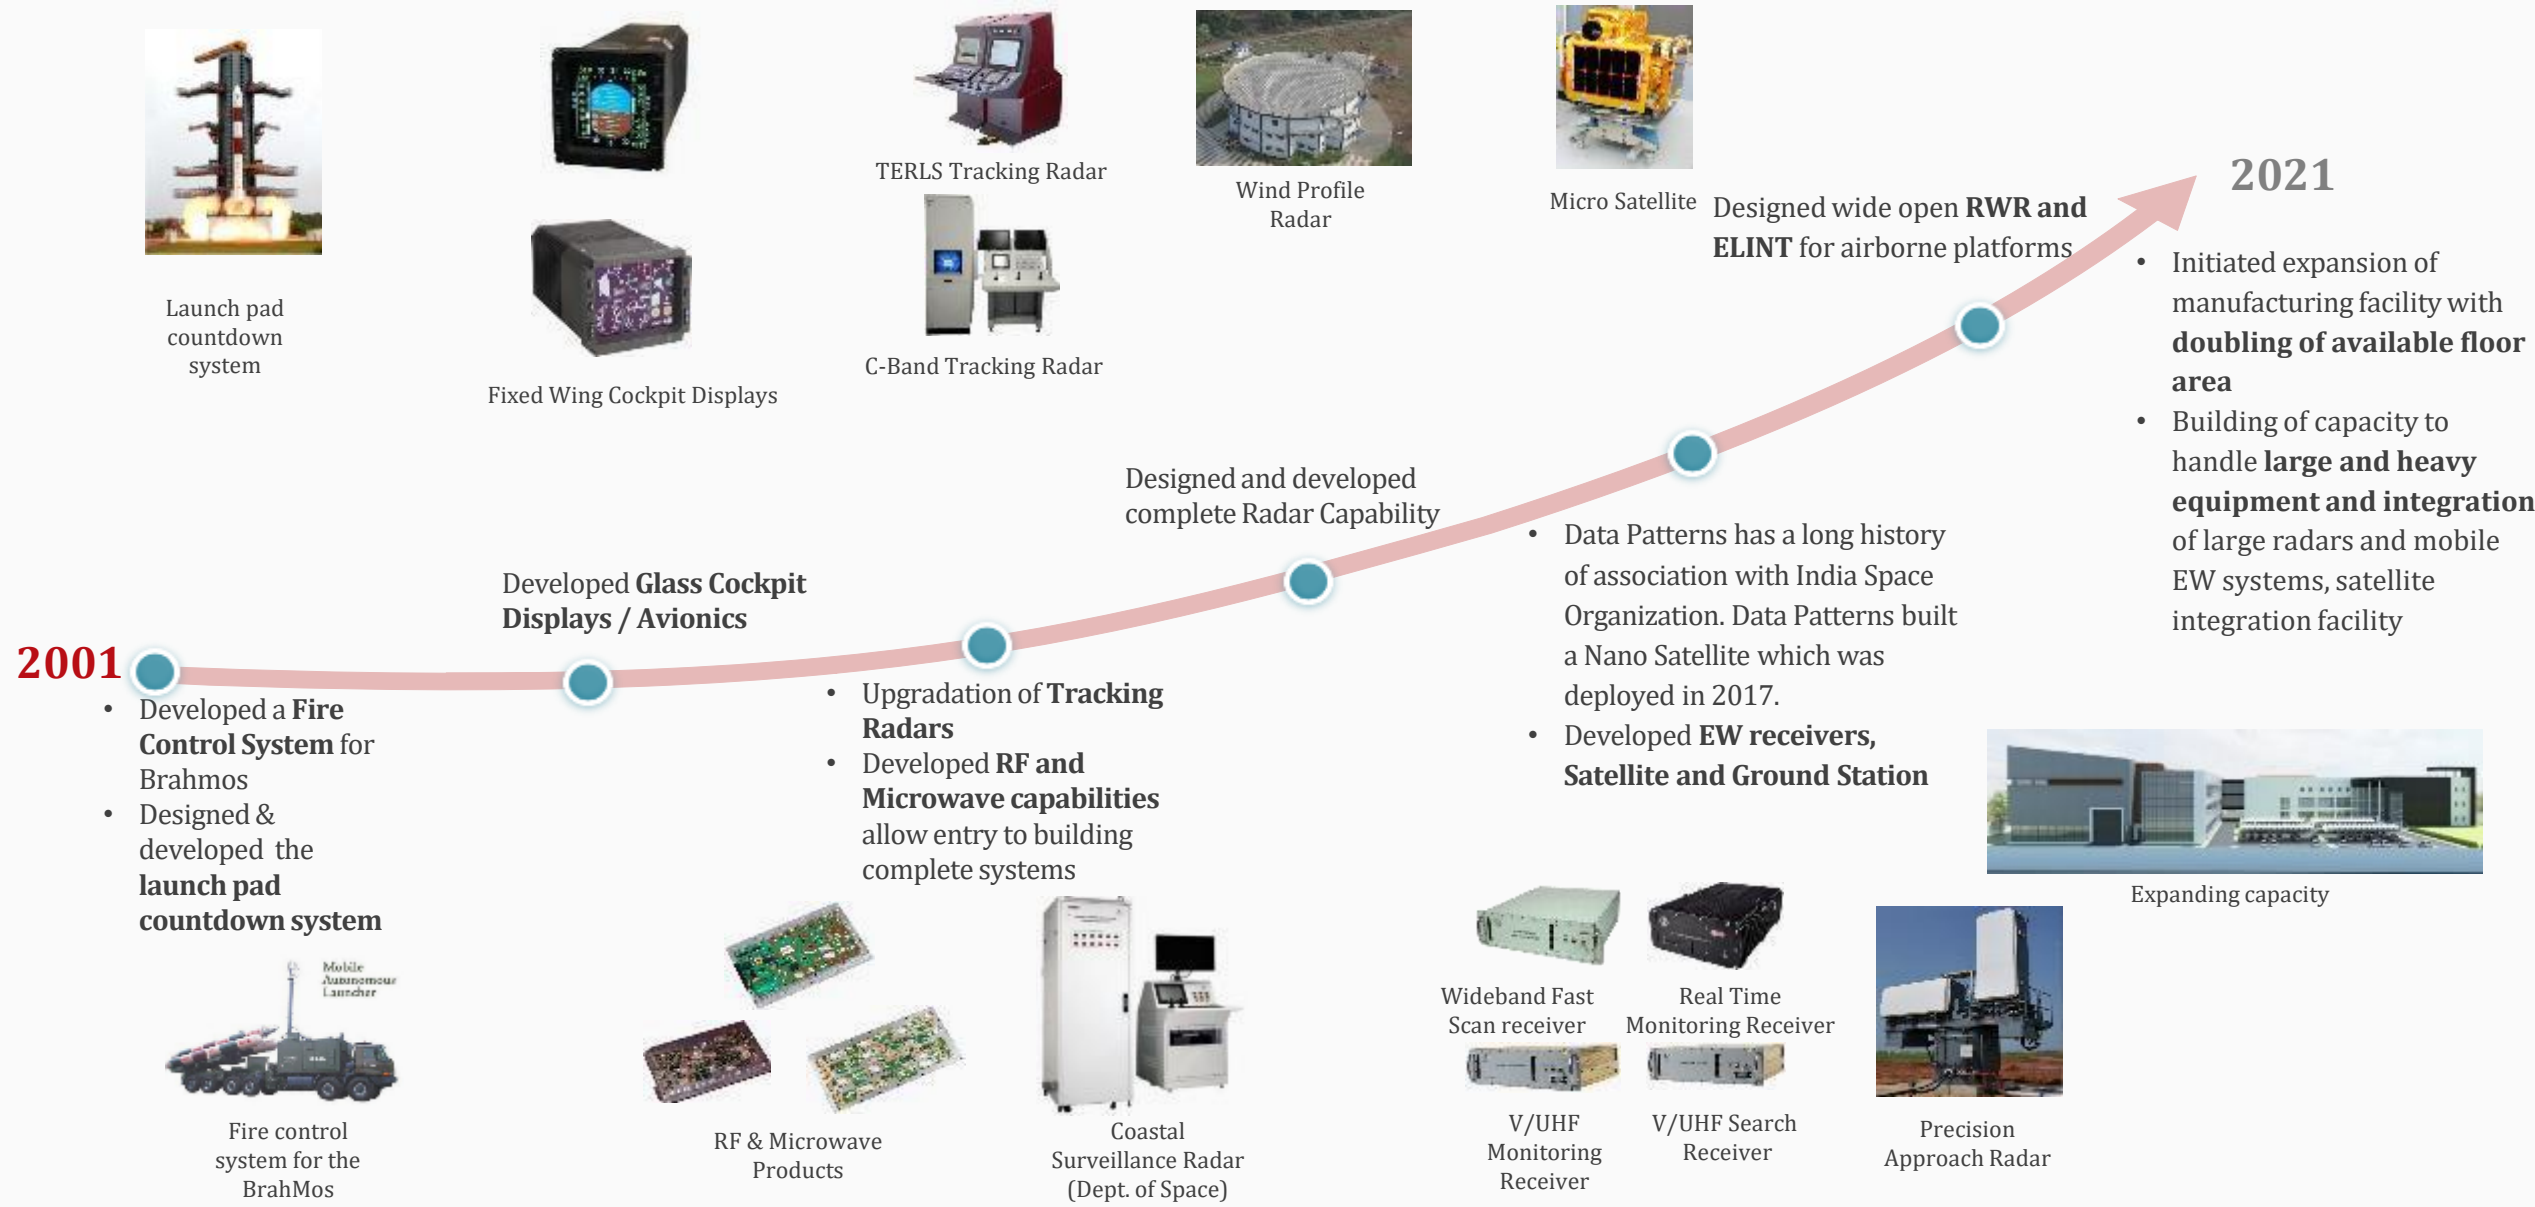 Launch pad
countdown
system
Fixed Wing Cockpit Displays
TERLS Tracking Radar
C-Band Tracking Radar
Wind Profile
Radar
Micro Satellite
Designed wide open RWR and
ELINT for airborne platforms
2021
• Initiated expansion of
manufacturing facility with
doubling of available floor
area
• Building of capacity to
handle large and heavy
equipment and integration
of large radars and mobile
EW systems, satellite
integration facility
Designed and developed
complete Radar Capability
• Data Patterns has a long history
of association with India Space
Organization. Data Patterns built
a Nano Satellite which was
deployed in 2017.
• Developed EW receivers,
Satellite and Ground Station
Developed Glass Cockpit
Displays / Avionics
2001
• Developed a Fire
Control System for
Brahmos
• Designed &
developed the
launch pad
countdown system
• Upgradation of Tracking
Radars
• Developed RF and
Microwave capabilities
allow entry to building
complete systems
Mobile
Autonomous
Launcher
Fire control
system for the
BrahMos
RF & Microwave
Products
Coastal
Surveillance Radar
(Dept. of Space)
Wideband Fast
Scan receiver
Real Time
Monitoring Receiver
V/UHF
Monitoring
Receiver
V/UHF Search
Receiver
Expanding capacity
Precision
Approach Radar